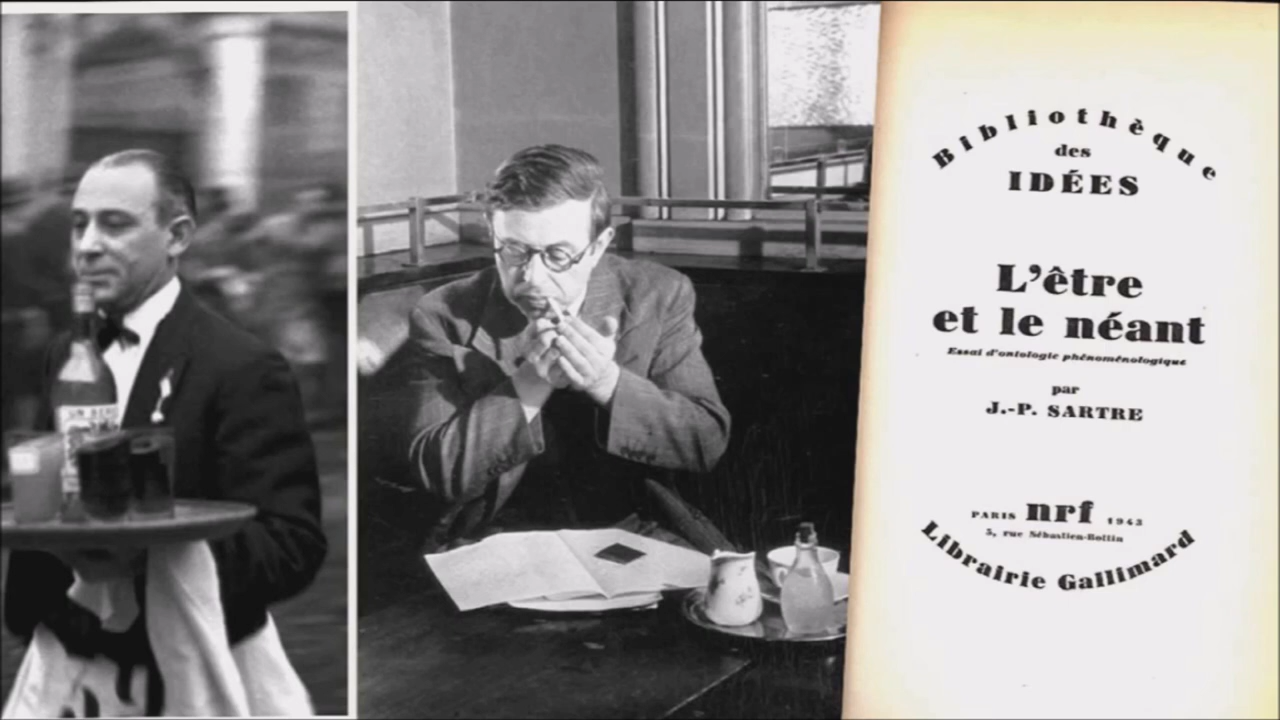 Bibliothèque
des
IDÉES
L'être
et le néant
Essai d'ontologie phénoménologique
par
J.-P. SARTRE
PARIS nrf 1943
5, rue Sébastien-Bottin
Librairie Gallimard